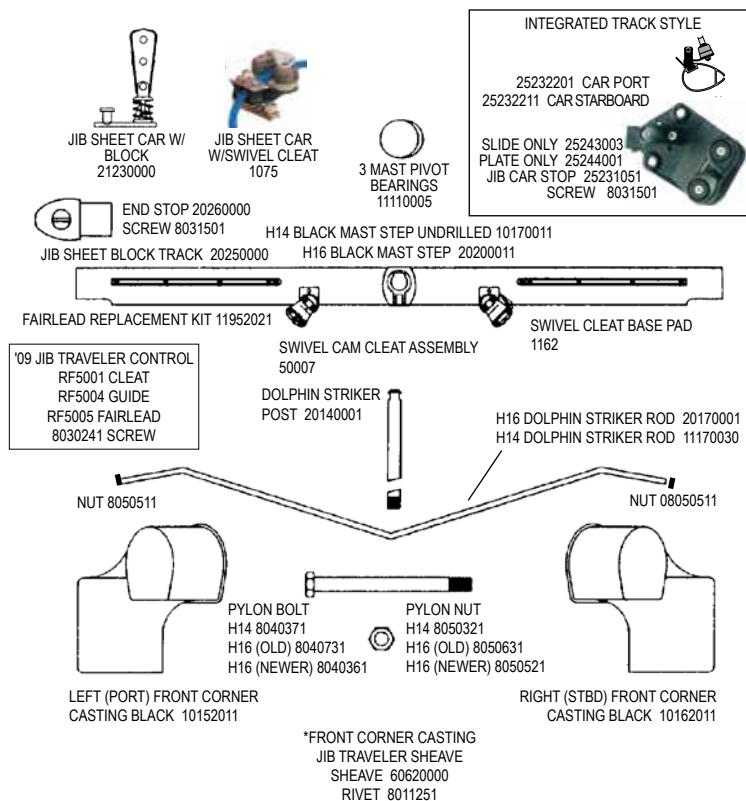 INTEGRATED TRACK STYLE
25232201 CAR PORT
25232211 CAR STARBOARD
SLIDE ONLY 25243003
PLATE ONLY 25244001
JIB CAR STOP 25231051
SCREW 8031501
JIB SHEET CAR W/
BLOCK
21230000
JIB SHEET CAR
W/SWIVEL CLEAT
1075
3 MAST PIVOT
BEARINGS
11110005
END STOP 20260000
SCREW 8031501
H14 BLACK MAST STEP UNDRILLED 10170011
JIB SHEET BLOCK TRACK 20250000
H16 BLACK MAST STEP 20200011
FAIRLEAD REPLACEMENT KIT 11952021
SWIVEL CAM CLEAT ASSEMBLY
50007
SWIVEL CLEAT BASE PAD
1162
'09 JIB TRAVELER CONTROL
RF5001 CLEAT
RF5004 GUIDE
RF5005 FAIRLEAD
8030241 SCREW
DOLPHIN STRIKER
POST 20140001
H16 DOLPHIN STRIKER ROD 20170001
H14 DOLPHIN STRIKER ROD 11170030
NUT 8050511
NUT 08050511
PYLON BOLT
H14 8040371
H16 (OLD) 8040731
H16 (NEWER) 8040361
PYLON NUT
H14 8050321
H16 (OLD) 8050631
H16 (NEWER) 8050521
LEFT (PORT) FRONT CORNER
CASTING BLACK 10152011
RIGHT (STBD) FRONT CORNER
CASTING BLACK 10162011
*FRONT CORNER CASTING
JIB TRAVELER SHEAVE
SHEAVE 60620000
RIVET 8011251